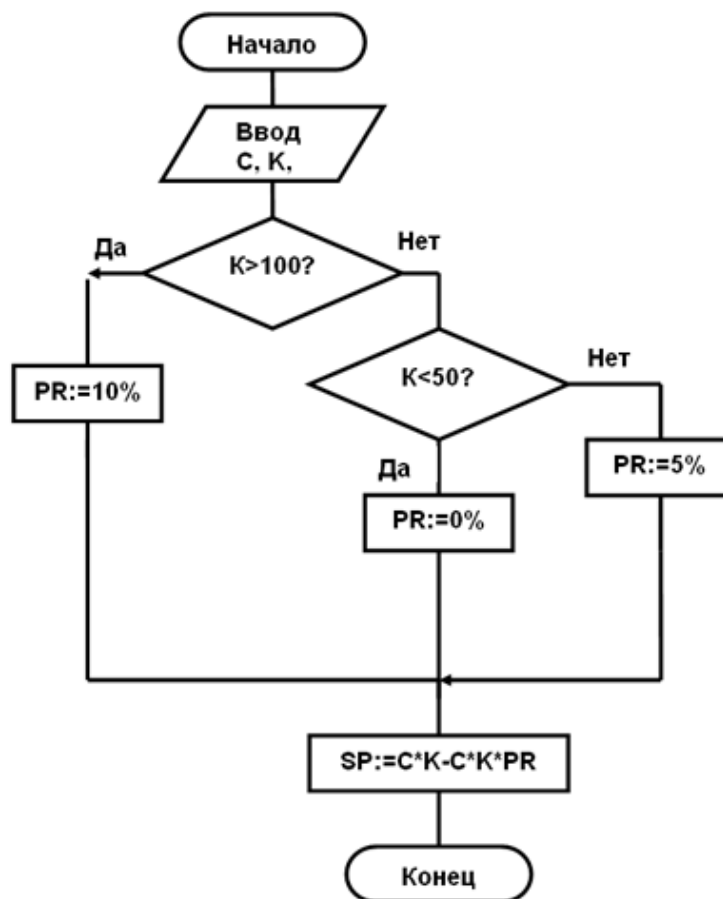 Начало
Ввод
C, K,
Да
K>100?
Нет
K<50?
Нет
PR:=10%
PR:=5%
Да
PR:=0%
SP:=C*K-C*K*PR
Конец